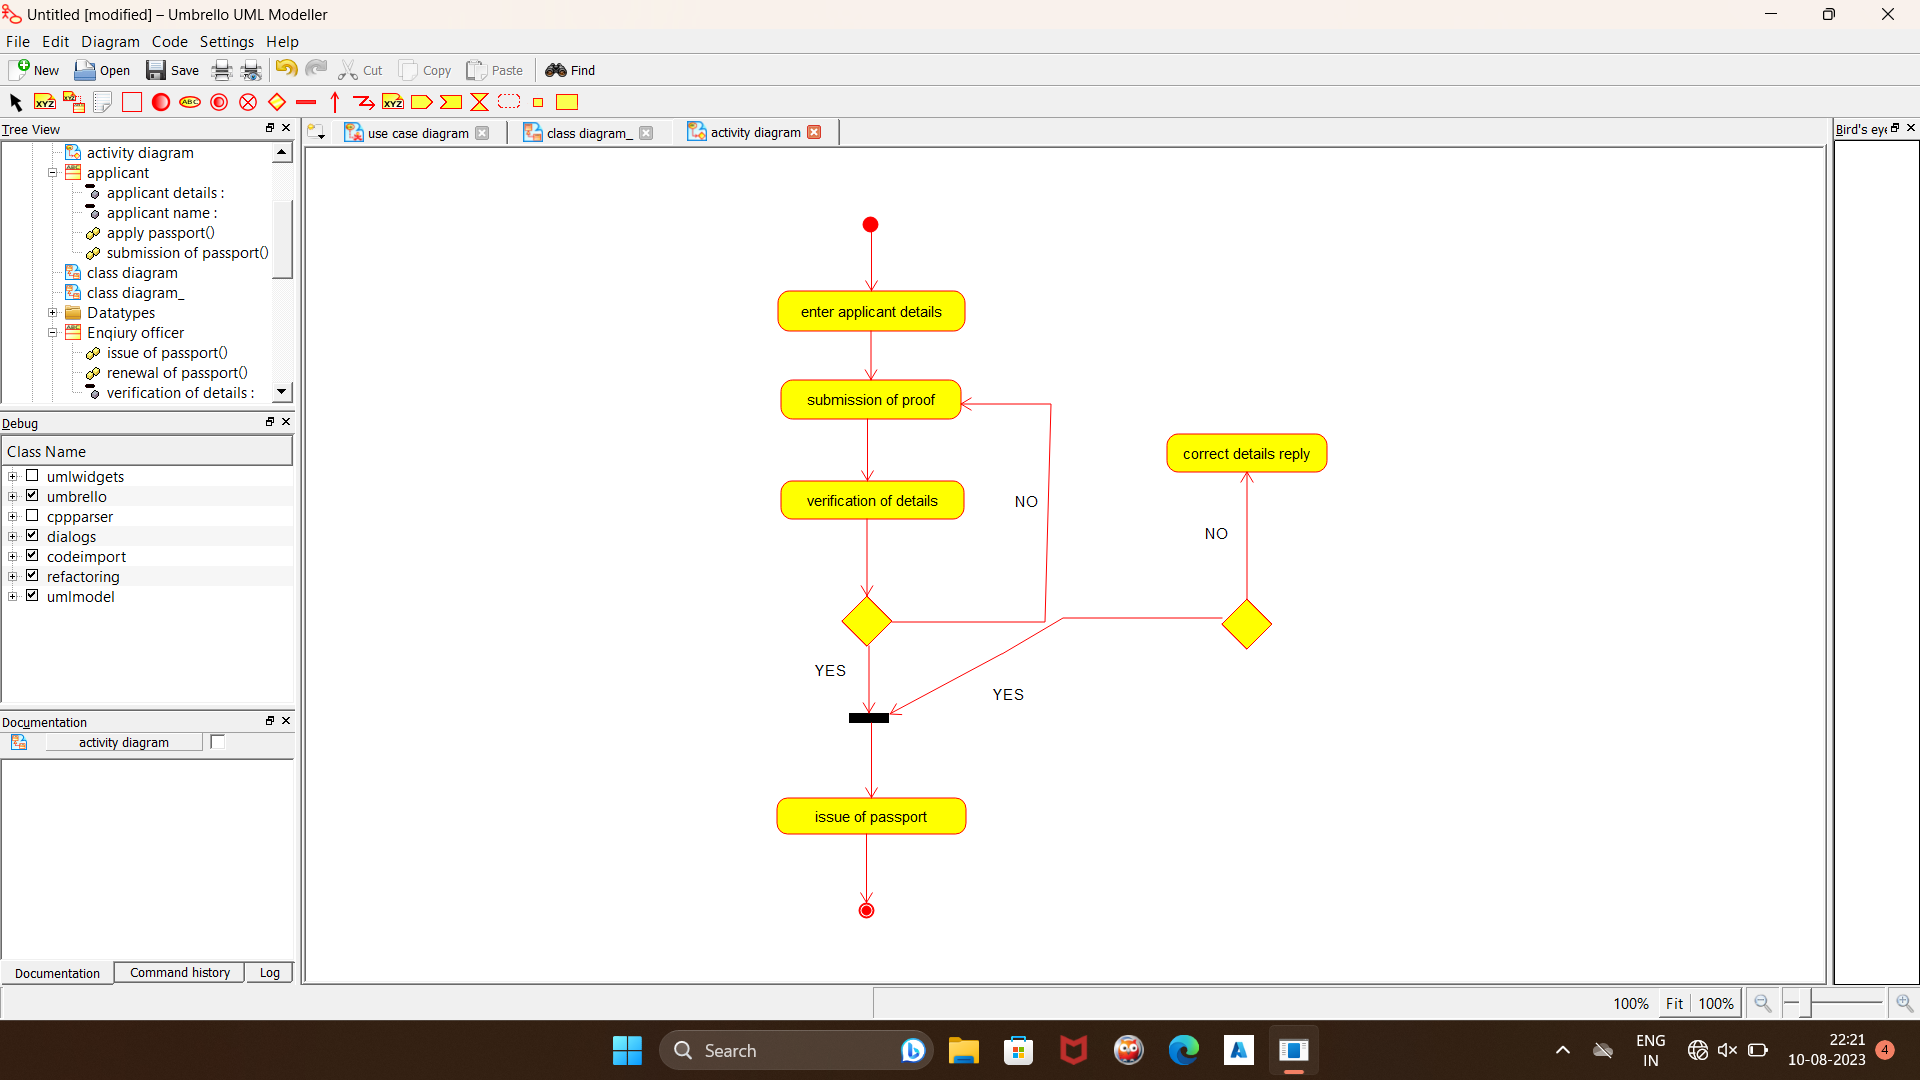 Untitled [modified] – Umbrello UML Modeller
File Edit Diagram Code Settings Help
New Open Save Cut Copy Paste Find
XYZ XYZ ABC XYZ
Tree View
activity diagram
applicant
applicant details :
applicant name :
apply passport()
submission of passport()
class diagram
class diagram_
Datatypes
Enqiury officer
issue of passport()
renewal of passport()
verification of details :
Debug
Class Name
umlwidgets
umbrello
cppparser
dialogs
codeimport
refactoring
umlmodel
Documentation
activity diagram
Documentation Command history Log
use case diagram class diagram_ activity diagram
Bird's eye
enter applicant details
submission of proof
correct details reply
verification of details
NO
NO
YES
YES
issue of passport
100% Fit 100%
Search
ENG
IN
22:21
10-08-2023
4